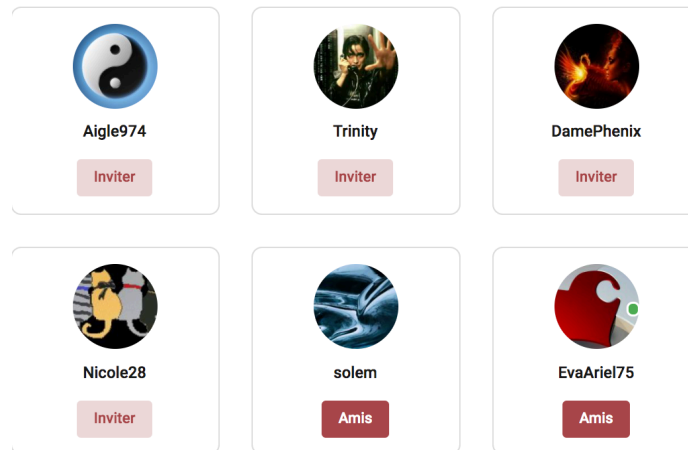 Aigle974
Trinity
DamePhenix
Inviter
Inviter
Inviter
Nicole28
solem
EvaAriel75
Inviter
Amis
Amis